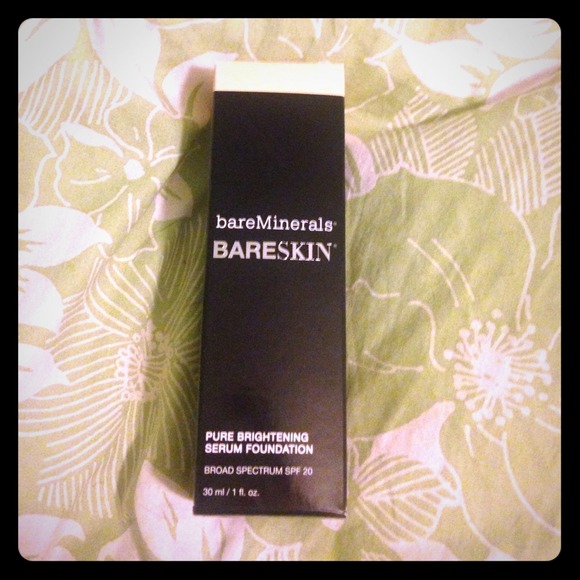 bareMinerals®
BARESKIN®
PURE BRIGHTENING
SERUM FOUNDATION
BROAD SPECTRUM SPF 20
30 ml / 1 fl. oz.